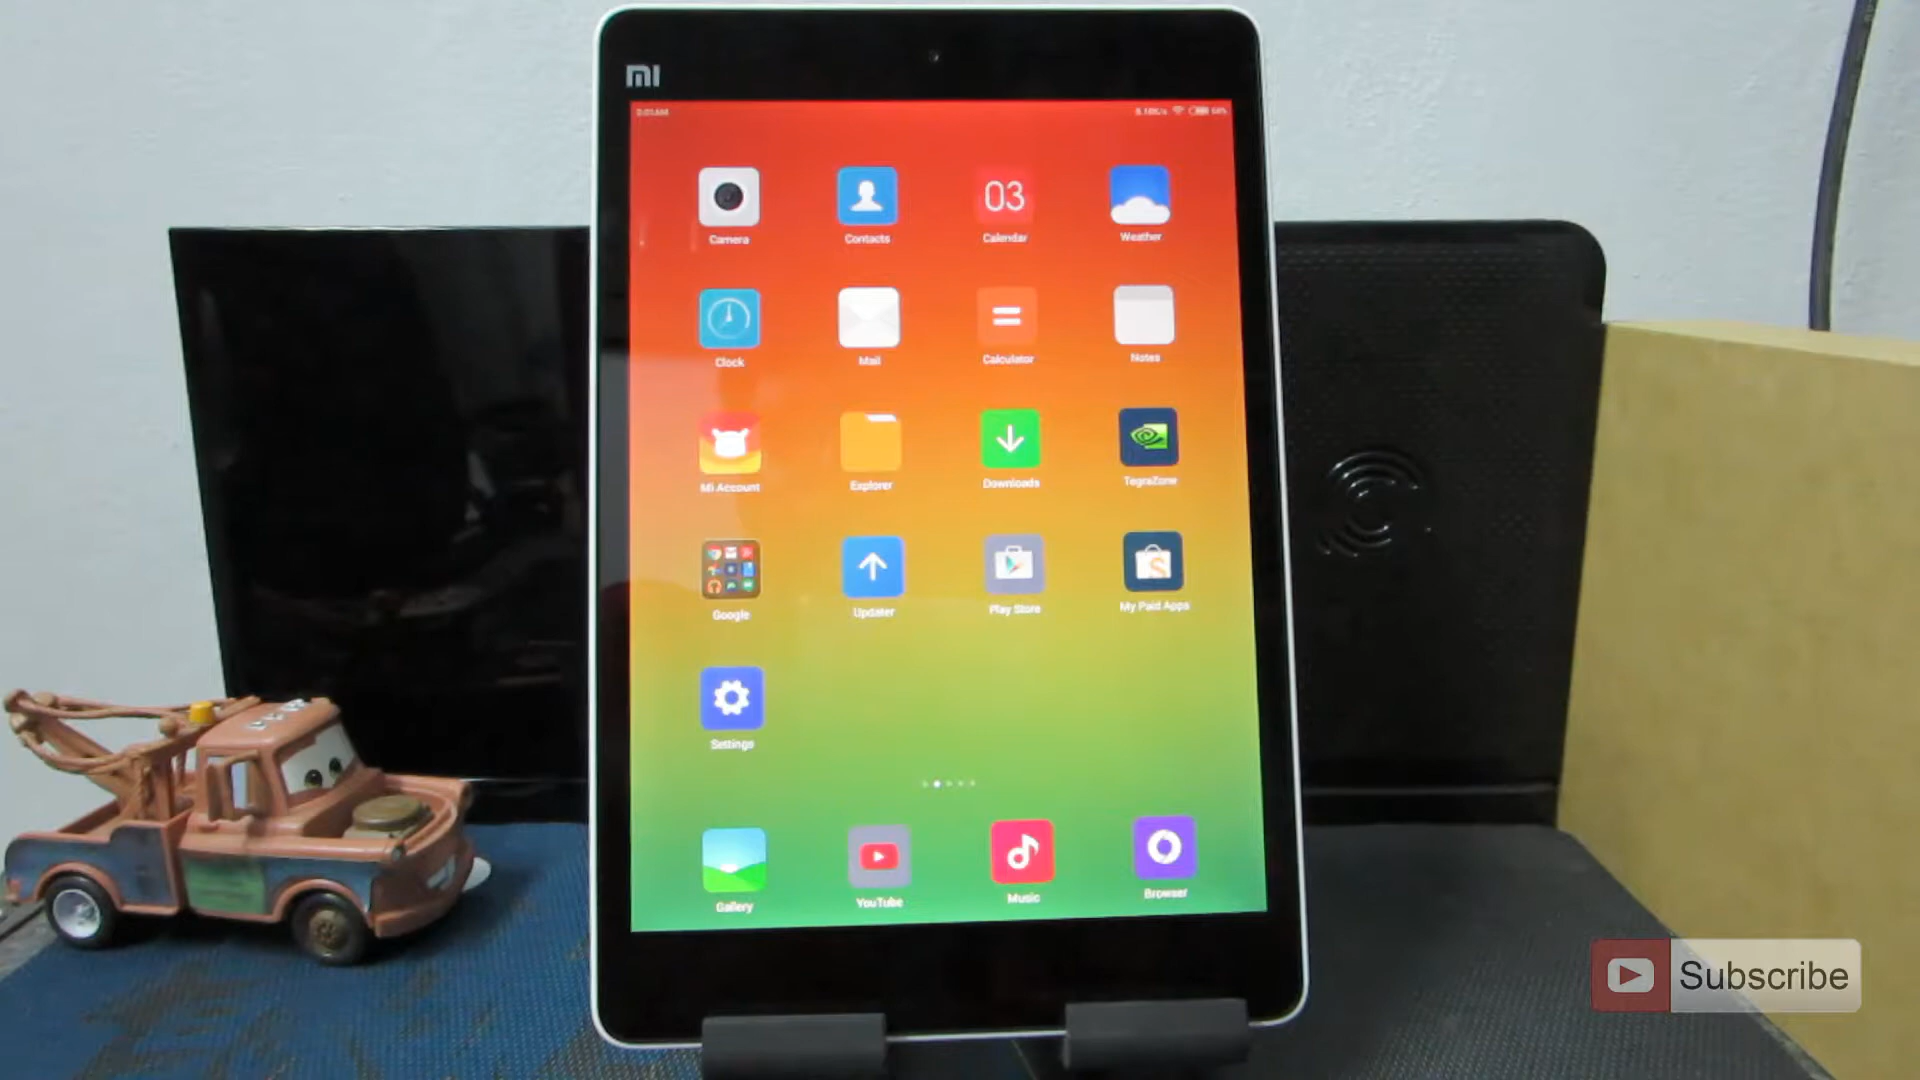 mi
Camera Contacts 03 Calendar Weather
Clock Mail Calculator Notes
Mi Account Explorer Downloads TegraZone
Google Updater Play Store My Paid Apps
Settings
Gallery YouTube Music Browser
Subscribe